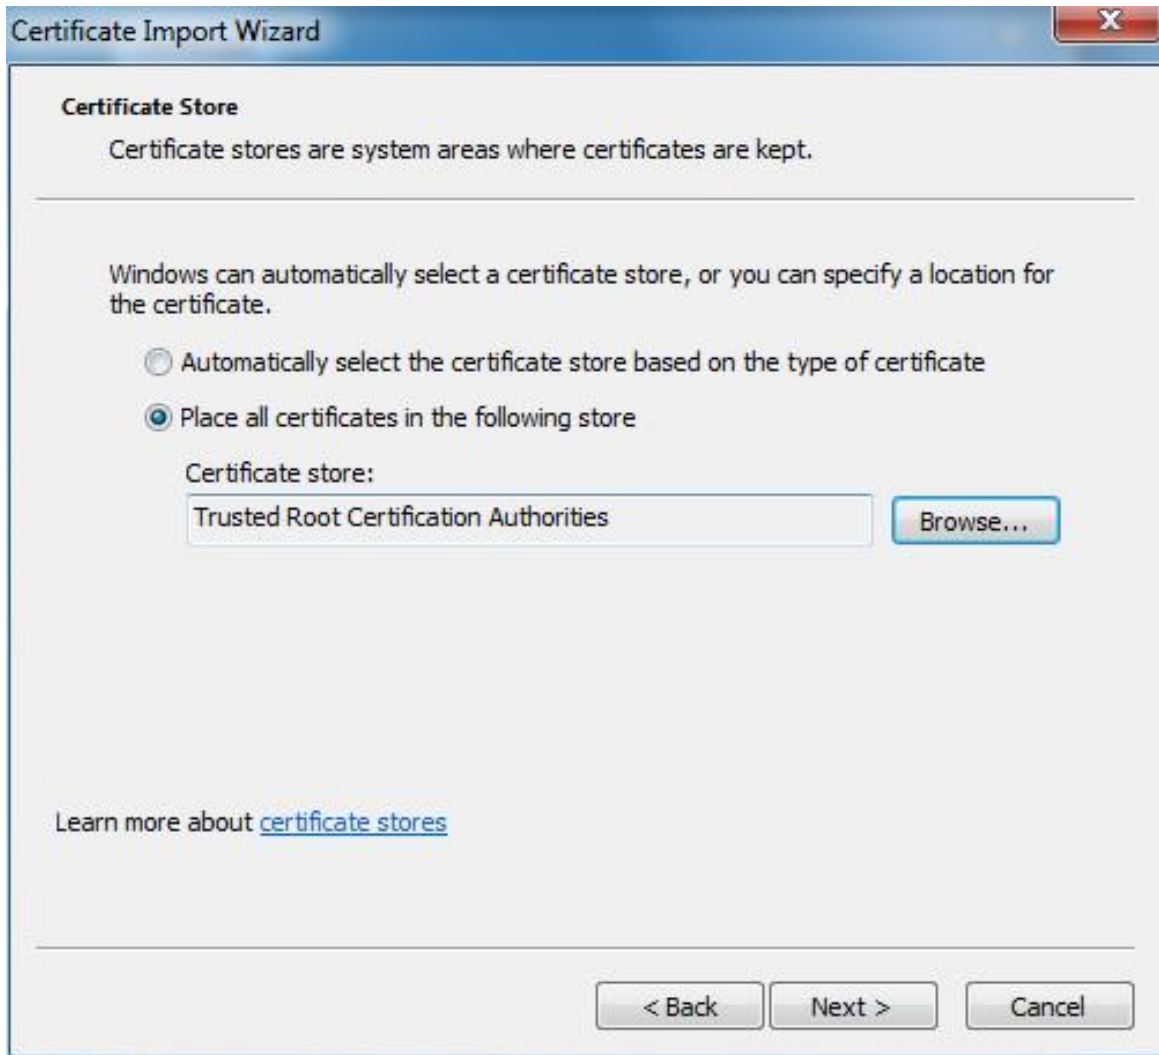 Certificate Import Wizard
Certificate Store
Certificate stores are system areas where certificates are kept.
Windows can automatically select a certificate store, or you can specify a location for
the certificate.
Automatically select the certificate store based on the type of certificate
Place all certificates in the following store
Certificate store:
Trusted Root Certification Authorities
Browse...
Learn more about certificate stores
< Back Next > Cancel